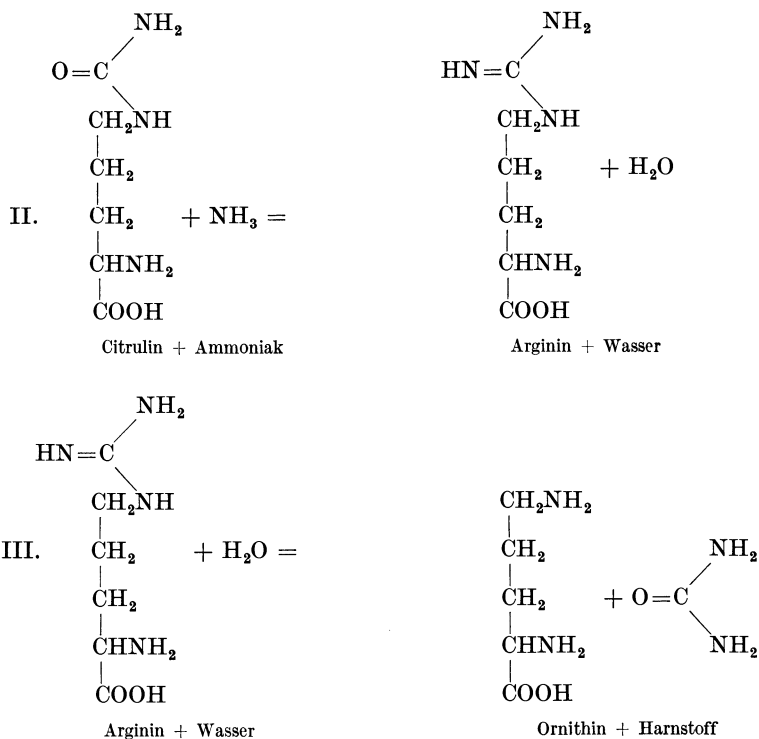 NH₂ NH₂
O=C HN=C
CH₂NH CH₂NH
CH₂ CH₂ + H₂O
II. CH₂ + NH₃ = CH₂
CHNH₂ CHNH₂
COOH COOH
Citrulin + Ammoniak Arginin + Wasser
NH₂
HN=C
CH₂NH CH₂NH₂
III. CH₂ + H₂O = CH₂ NH₂
CH₂ CH₂ + O=C
CHNH₂ CHNH₂ NH₂
COOH COOH
Arginin + Wasser Ornithin + Harnstoff